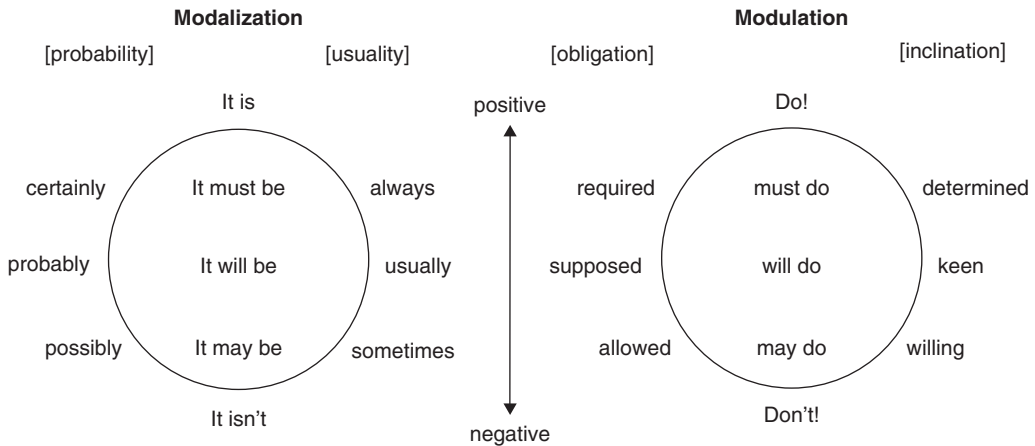 Modalization Modulation
[probability] [usuality] [obligation] [inclination]
It is positive Do!
certainly It must be always required must do determined
probably It will be usually supposed will do keen
possibly It may be sometimes allowed may do willing
It isn't negative Don't!